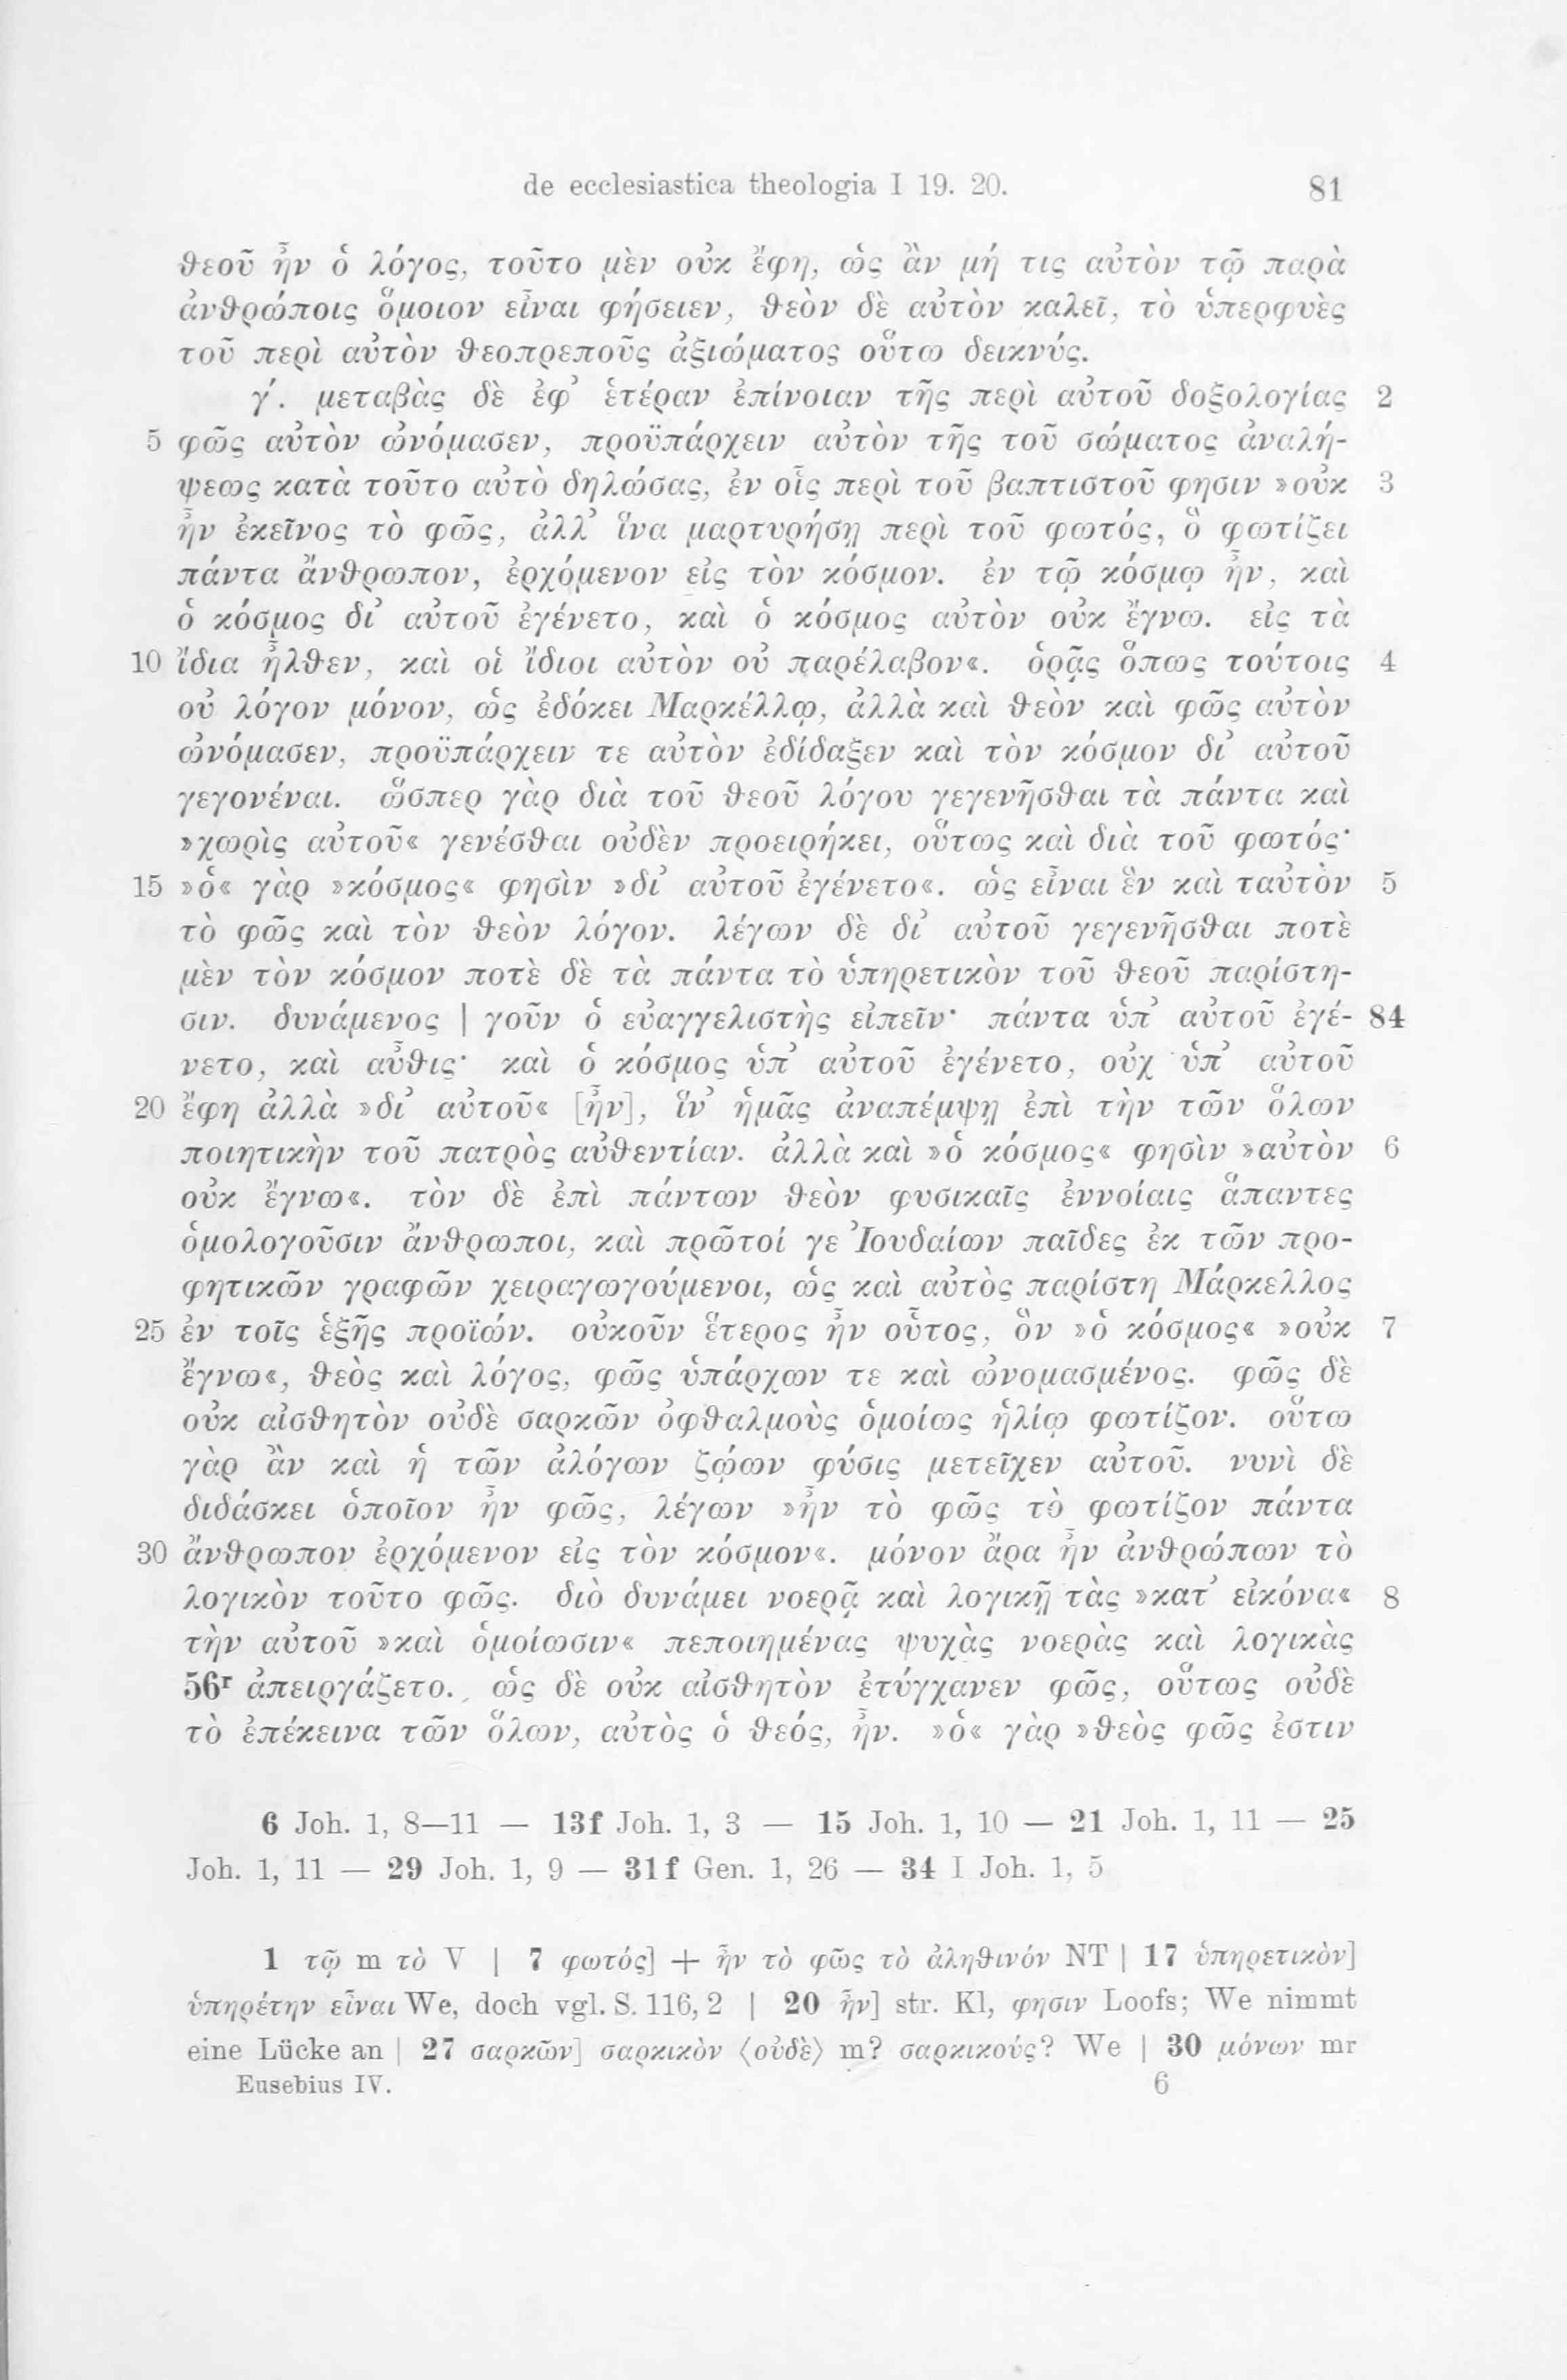 de ecclesiastica theologia I 19. 20. 81
θεοῦ ἦν ὁ λόγος, τοῦτο μὲν οὐκ ἔφη, ὡς ἂν μή τις αὐτὸν τῷ παρὰ
ἀνθρώποις ὅμοιον εἶναι φήσειεν, θεὸν δὲ αὐτὸν καλεῖ, τὸ ὑπερφυὲς
τοῦ περὶ αὐτὸν θεοπρεποῦς ἀξιώματος οὕτω δεικνύς.
γ΄. μεταβὰς δὲ ἐφ᾽ ἑτέραν ἐπίνοιαν τῆς περὶ αὐτοῦ δοξολογίας 2
5 φῶς αὐτὸν ὠνόμασεν, προϋπάρχειν αὐτὸν τῆς τοῦ σώματος ἀναλή-
ψεως κατὰ τοῦτο αὐτὸ δηλώσας, ἐν οἷς περὶ τοῦ βαπτιστοῦ φησιν »οὐκ 3
ἦν ἐκεῖνος τὸ φῶς, ἀλλ᾽ ἵνα μαρτυρήσῃ περὶ τοῦ φωτός, ὃ φωτίζει
πάντα ἄνθρωπον, ἐρχόμενον εἰς τὸν κόσμον. ἐν τῷ κόσμῳ ἦν, καὶ
ὁ κόσμος δι᾽ αὐτοῦ ἐγένετο, καὶ ὁ κόσμος αὐτὸν οὐκ ἔγνω. εἰς τὰ
10 ἴδια ἦλθεν, καὶ οἱ ἴδιοι αὐτὸν οὐ παρέλαβον«. ὁρᾷς ὅπως τούτοις 4
οὐ λόγον μόνον, ὡς ἐδόκει Μαρκέλλῳ, ἀλλὰ καὶ θεὸν καὶ φῶς αὐτὸν
ὠνόμασεν, προϋπάρχειν τε αὐτὸν ἐδίδαξεν καὶ τὸν κόσμον δι᾽ αὐτοῦ
γεγονέναι. ὥσπερ γὰρ διὰ τοῦ θεοῦ λόγου γεγενῆσθαι τὰ πάντα καὶ
»χωρὶς αὐτοῦ« γενέσθαι οὐδὲν προειρήκει, οὕτως καὶ διὰ τοῦ φωτός·
15 »ὁ« γὰρ »κόσμος« φησὶν »δι᾽ αὐτοῦ ἐγένετο«. ὡς εἶναι ἓν καὶ ταὐτὸν 5
τὸ φῶς καὶ τὸν θεὸν λόγον. λέγων δὲ δι᾽ αὐτοῦ γεγενῆσθαι ποτὲ
μὲν τὸν κόσμον ποτὲ δὲ τὰ πάντα τὸ ὑπηρετικὸν τοῦ θεοῦ παρίστη-
σιν. δυνάμενος | γοῦν ὁ εὐαγγελιστὴς εἰπεῖν· πάντα ὑπ᾽ αὐτοῦ ἐγέ- 84
νετο, καὶ αὖθις· καὶ ὁ κόσμος ὑπ᾽ αὐτοῦ ἐγένετο, οὐχ ὑπ᾽ αὐτοῦ
20 ἔφη ἀλλὰ »δι᾽ αὐτοῦ« [ἦν], ἵν᾽ ἡμᾶς ἀναπέμψῃ ἐπὶ τὴν τῶν ὅλων
ποιητικὴν τοῦ πατρὸς αὐθεντίαν. ἀλλὰ καὶ »ὁ κόσμος« φησὶν »αὐτὸν 6
οὐκ ἔγνω«. τὸν δὲ ἐπὶ πάντων θεὸν φυσικαῖς ἐννοίαις ἅπαντες
ὁμολογοῦσιν ἄνθρωποι, καὶ πρῶτοί γε Ἰουδαίων παῖδες ἐκ τῶν προ-
φητικῶν γραφῶν χειραγωγούμενοι, ὡς καὶ αὐτὸς παρίστη Μάρκελλος
25 ἐν τοῖς ἑξῆς προϊών. οὐκοῦν ἕτερος ἦν οὗτος, ὃν »ὁ κόσμος« »οὐκ 7
ἔγνω«, θεὸς καὶ λόγος, φῶς ὑπάρχων τε καὶ ὠνομασμένος. φῶς δὲ
οὐκ αἰσθητὸν οὐδὲ σαρκῶν ὀφθαλμοὺς ὁμοίως ἡλίῳ φωτίζον. οὕτω
γὰρ ἂν καὶ ἡ τῶν ἀλόγων ζῴων φύσις μετεῖχεν αὐτοῦ. νυνὶ δὲ
διδάσκει ὁποῖον ἦν φῶς, λέγων »ἦν τὸ φῶς τὸ φωτίζον πάντα
30 ἄνθρωπον ἐρχόμενον εἰς τὸν κόσμον«. μόνον ἄρα ἦν ἀνθρώπων τὸ
λογικὸν τοῦτο φῶς. διὸ δυνάμει νοερᾷ καὶ λογικῇ τὰς »κατ᾽ εἰκόνα« 8
τὴν αὐτοῦ »καὶ ὁμοίωσιν« πεποιημένας ψυχὰς νοερὰς καὶ λογικὰς
56r ἀπειργάζετο. ὡς δὲ οὐκ αἰσθητὸν ἐτύγχανεν φῶς, οὕτως οὐδὲ
τὸ ἐπέκεινα τῶν ὅλων, αὐτὸς ὁ θεός, ἦν. »ὁ« γὰρ »θεὸς φῶς ἐστιν
6 Joh. 1, 8—11 — 13f Joh. 1, 3 — 15 Joh. 1, 10 — 21 Joh. 1, 11 — 25
Joh. 1, 11 — 29 Joh. 1, 9 — 31f Gen. 1, 26 — 34 I Joh. 1, 5
1 τῷ m τὸ V | 7 φωτός] + ἦν τὸ φῶς τὸ ἀληθινόν NT | 17 ὑπηρετικὸν]
ὑπηρέτην εἶναι We, doch vgl. S. 116, 2 | 20 ἦν] str. Kl, φησιν Loofs; We nimmt
eine Lücke an | 27 σαρκῶν] σαρκικὸν ⟨οὐδὲ⟩ m? σαρκικούς? We | 30 μόνων mr
Eusebius IV. 6